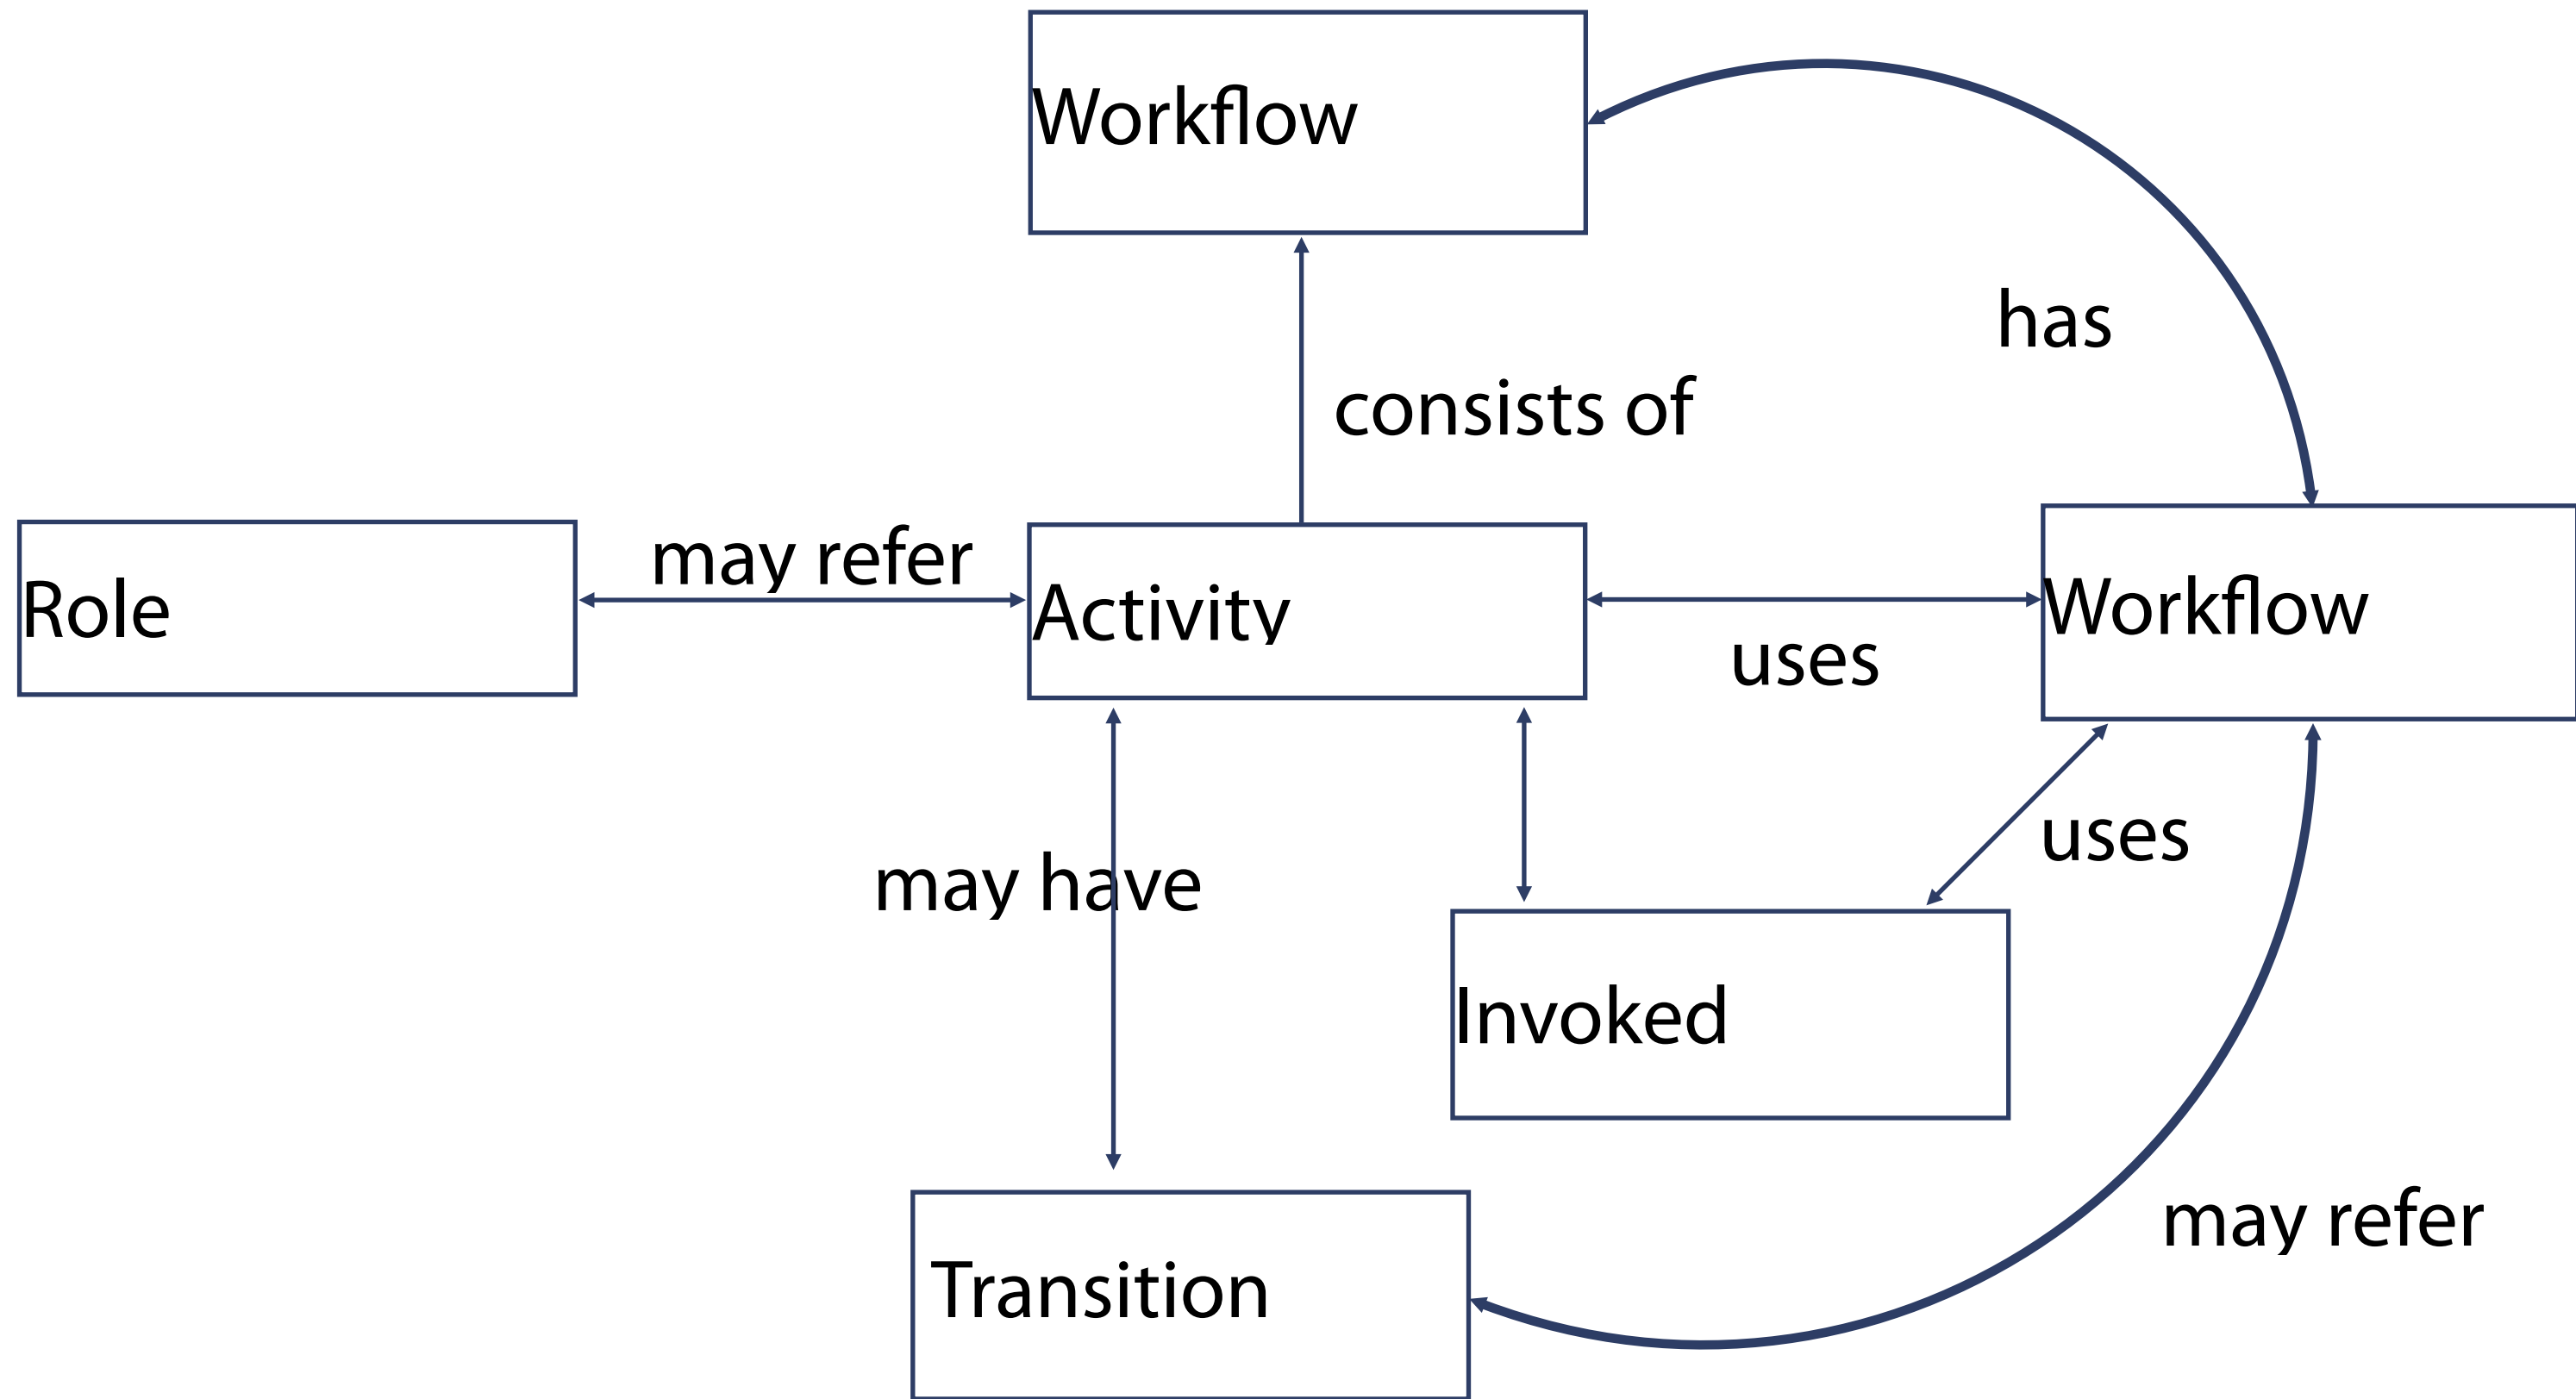 Workflow
has
consists of
may refer
Role
Activity
Workflow
uses
uses
may have
Invoked
may refer
Transition